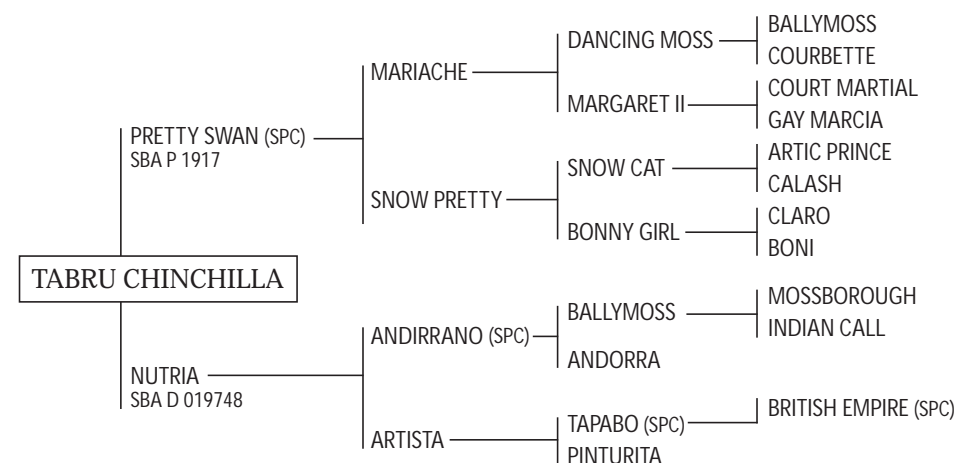 TABRU CHINCHILLA
PRETTY SWAN (SPC)
SBA P 1917
NUTRIA
SBA D 019748
MARIACHE
SNOW PRETTY
ANDIRRANO (SPC)
ARTISTA
DANCING MOSS
MARGARET II
SNOW CAT
BONNY GIRL
BALLYMOSS
ANDORRA
TAPABO (SPC)
PINTURITA
BALLYMOSS
COURBETTE
COURT MARTIAL
GAY MARCIA
ARTIC PRINCE
CALASH
CLARO
BONI
MOSSBOROUGH
INDIAN CALL
BRITISH EMPIRE (SPC)